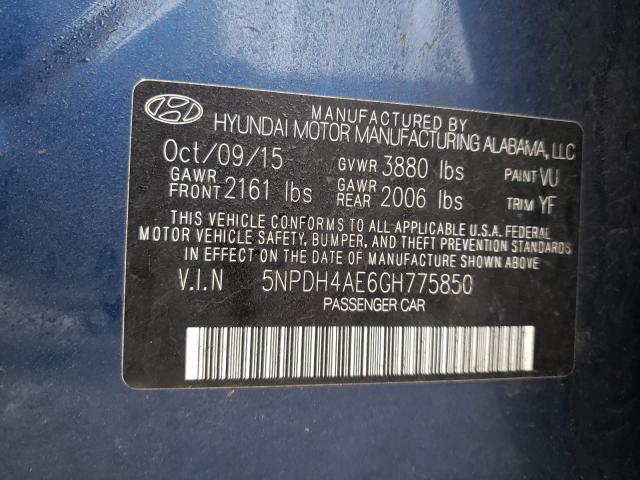 MANUFACTURED BY
HYUNDAI MOTOR MANUFACTURING ALABAMA, LLC
Oct/09/15 GVWR 3880 lbs PAINT VU
GAWR FRONT 2161 lbs GAWR REAR 2006 lbs TRIM YF
THIS VEHICLE CONFORMS TO ALL APPLICABLE U.S.A. FEDERAL
MOTOR VEHICLE SAFETY, BUMPER, AND THEFT PREVENTION STANDARDS
IN EFFECT ON THE DATE OF MANUFACTURE SHOWN ABOVE.
V.I.N 5NPDH4AE6GH775850
PASSENGER CAR